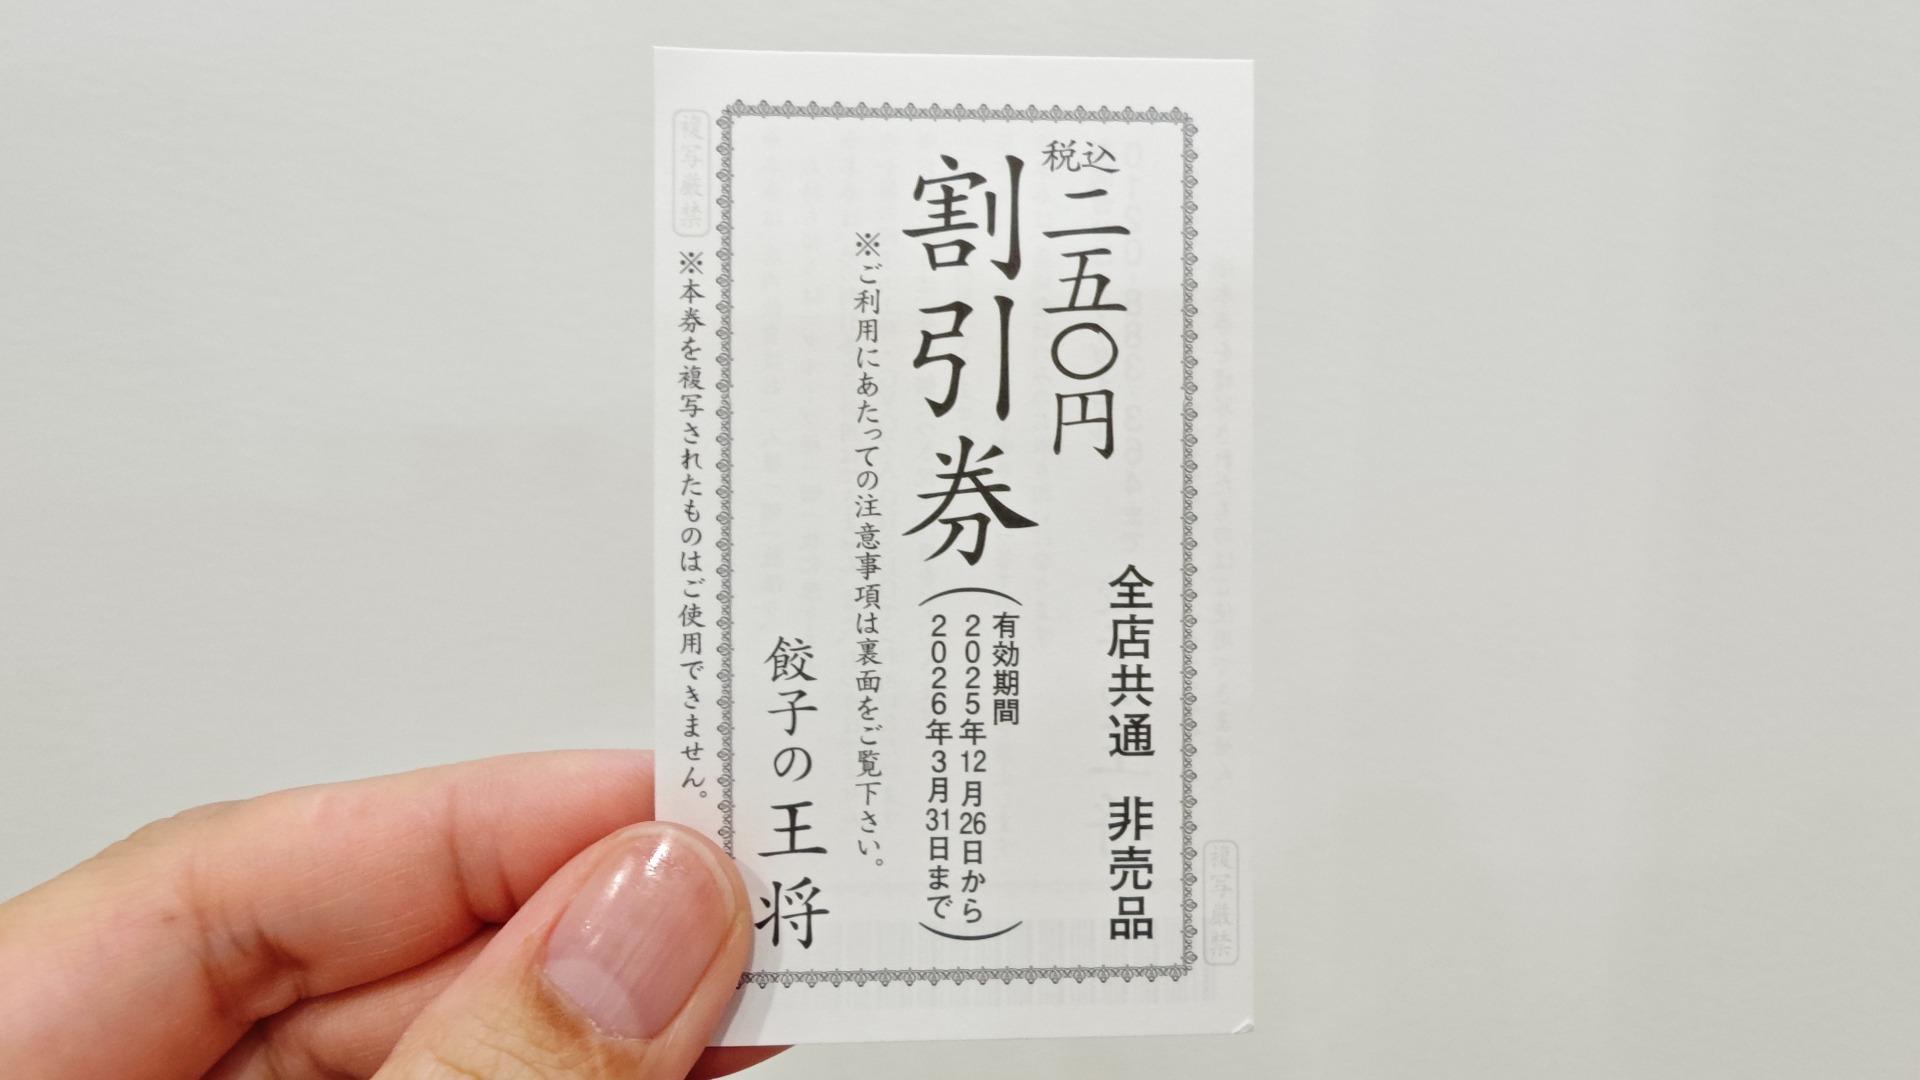 全店共通　非売品
税込二五〇円
割引券
有効期間
2025年12月26日から
2026年3月31日まで
※ご利用にあたっての注意事項は裏面をご覧下さい。
餃子の王将
複写厳禁
※本券を複写されたものはご使用できません。
複写厳禁